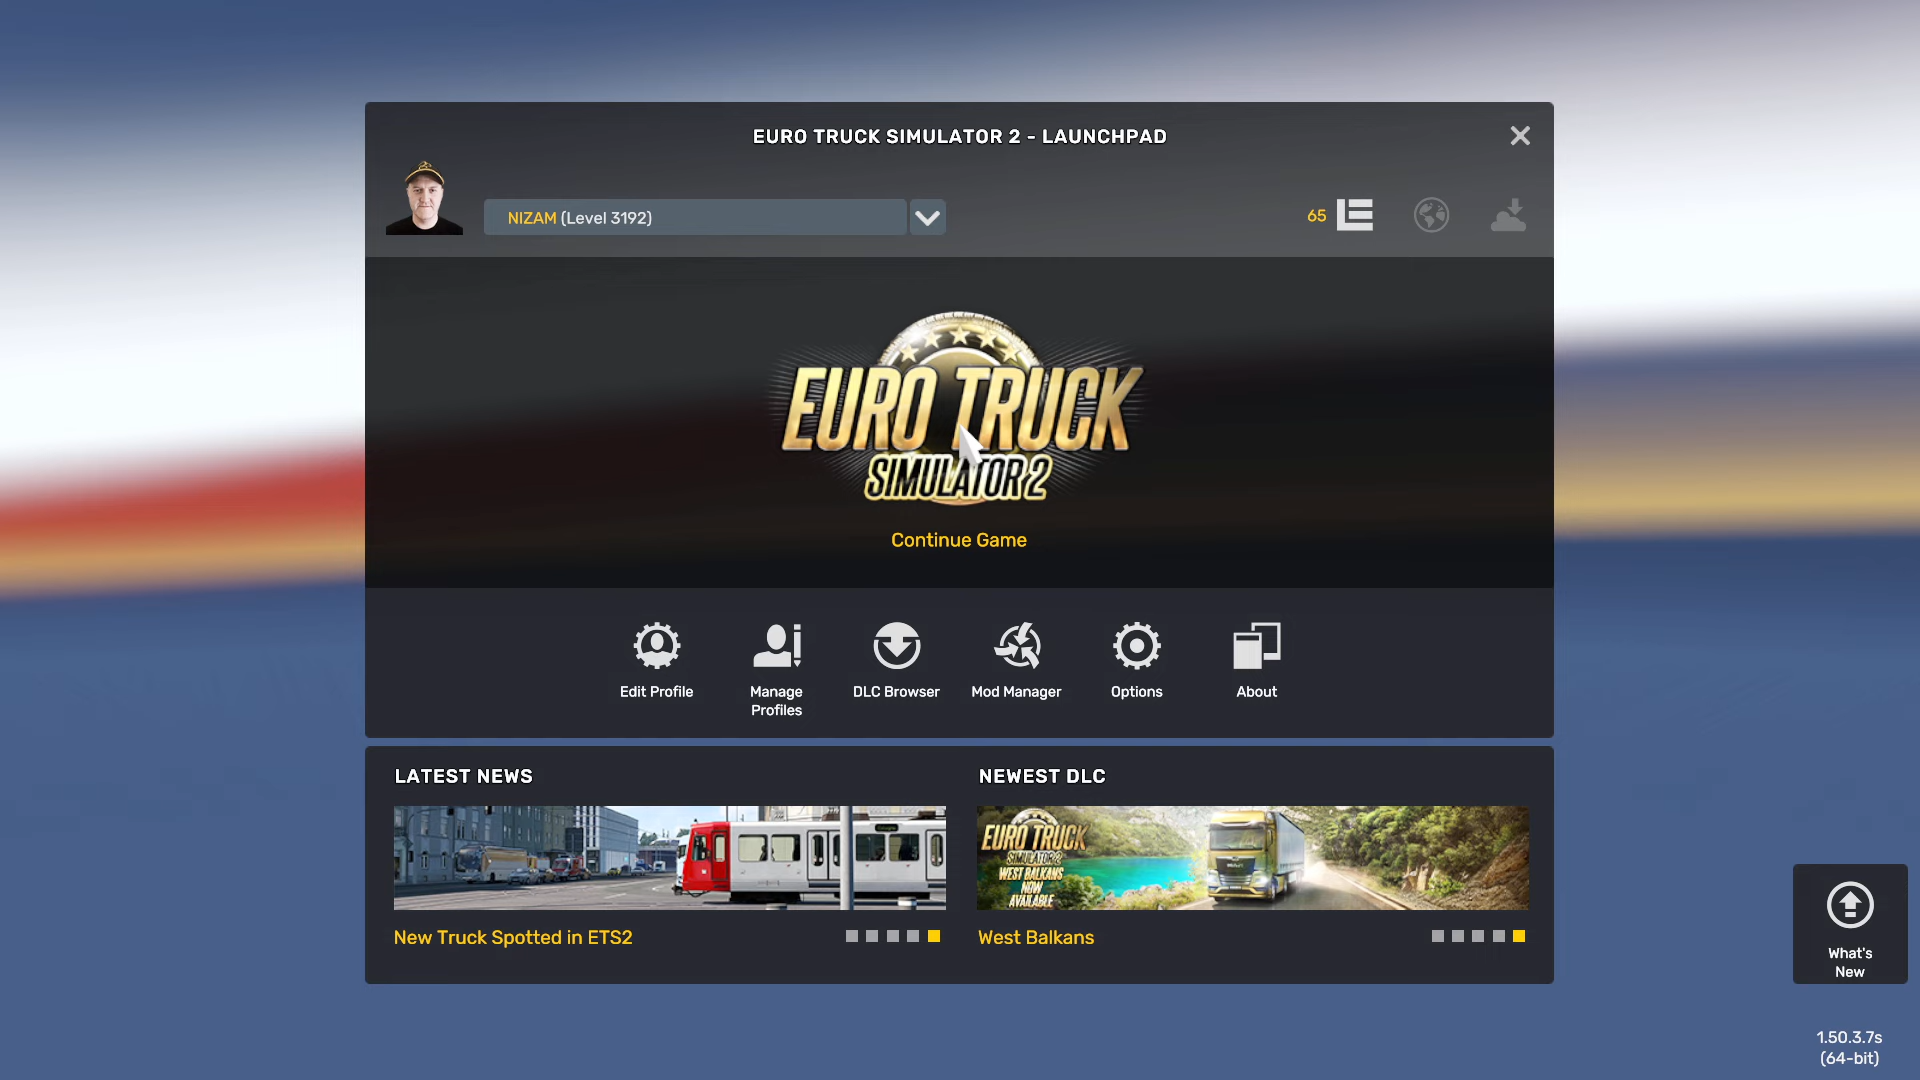 EURO TRUCK SIMULATOR 2 - LAUNCHPAD
NIZAM (Level 3192)
65
EURO TRUCK
SIMULATOR 2
Continue Game
Edit Profile
Manage
Profiles
DLC Browser
Mod Manager
Options
About
LATEST NEWS
New Truck Spotted in ETS2
NEWEST DLC
EURO TRUCK
SIMULATOR 2
WEST BALKANS
NOW
AVAILABLE
West Balkans
What's
New
1.50.3.7s
(64-bit)